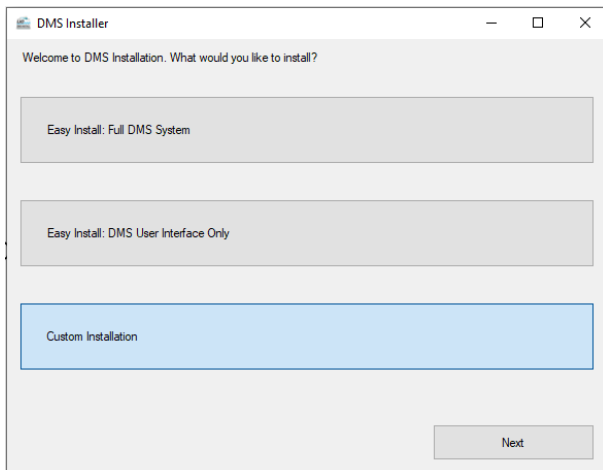 DMS Installer
Welcome to DMS Installation. What would you like to install?
Easy Install: Full DMS System
Easy Install: DMS User Interface Only
Custom Installation
Next